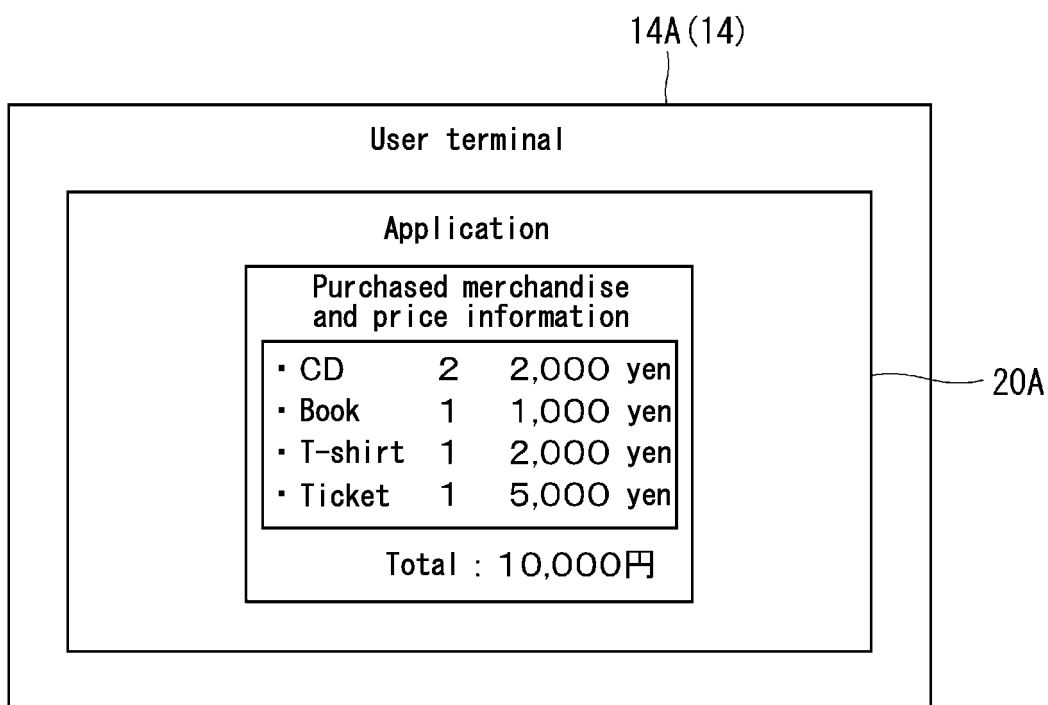 14A(14)
User terminal
Application
Purchased merchandise
and price information
・CD 2 2,000 yen
・Book 1 1,000 yen
・T-shirt 1 2,000 yen
・Ticket 1 5,000 yen
Total : 10,000円
20A